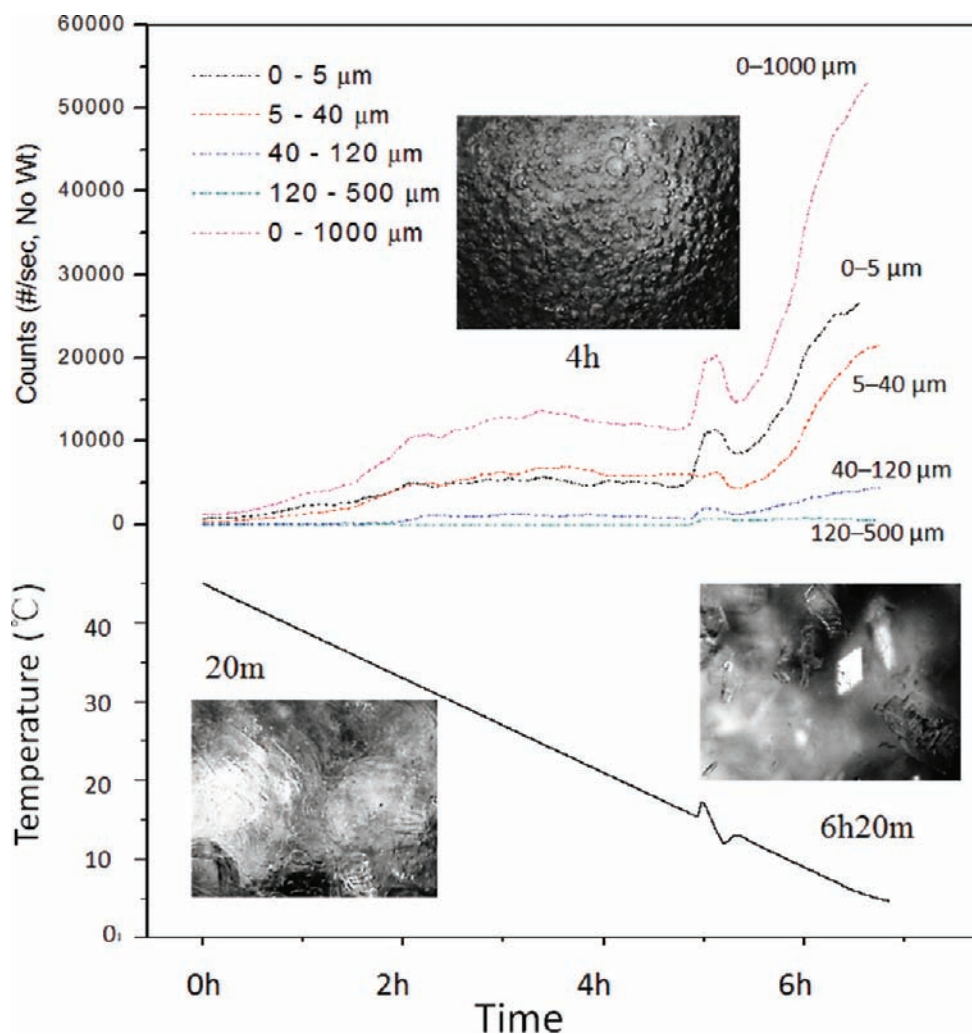 60000
50000
40000
30000
20000
10000
0
Counts (#/sec, No Wt)
0 - 5 μm
5 - 40 μm
40 - 120 μm
120 - 500 μm
0 - 1000 μm
0–1000 μm
4h
0–5 μm
5–40 μm
40–120 μm
120–500 μm
Temperature (℃)
40
30
20
10
0
20m
6h20m
0h
2h
4h
6h
Time